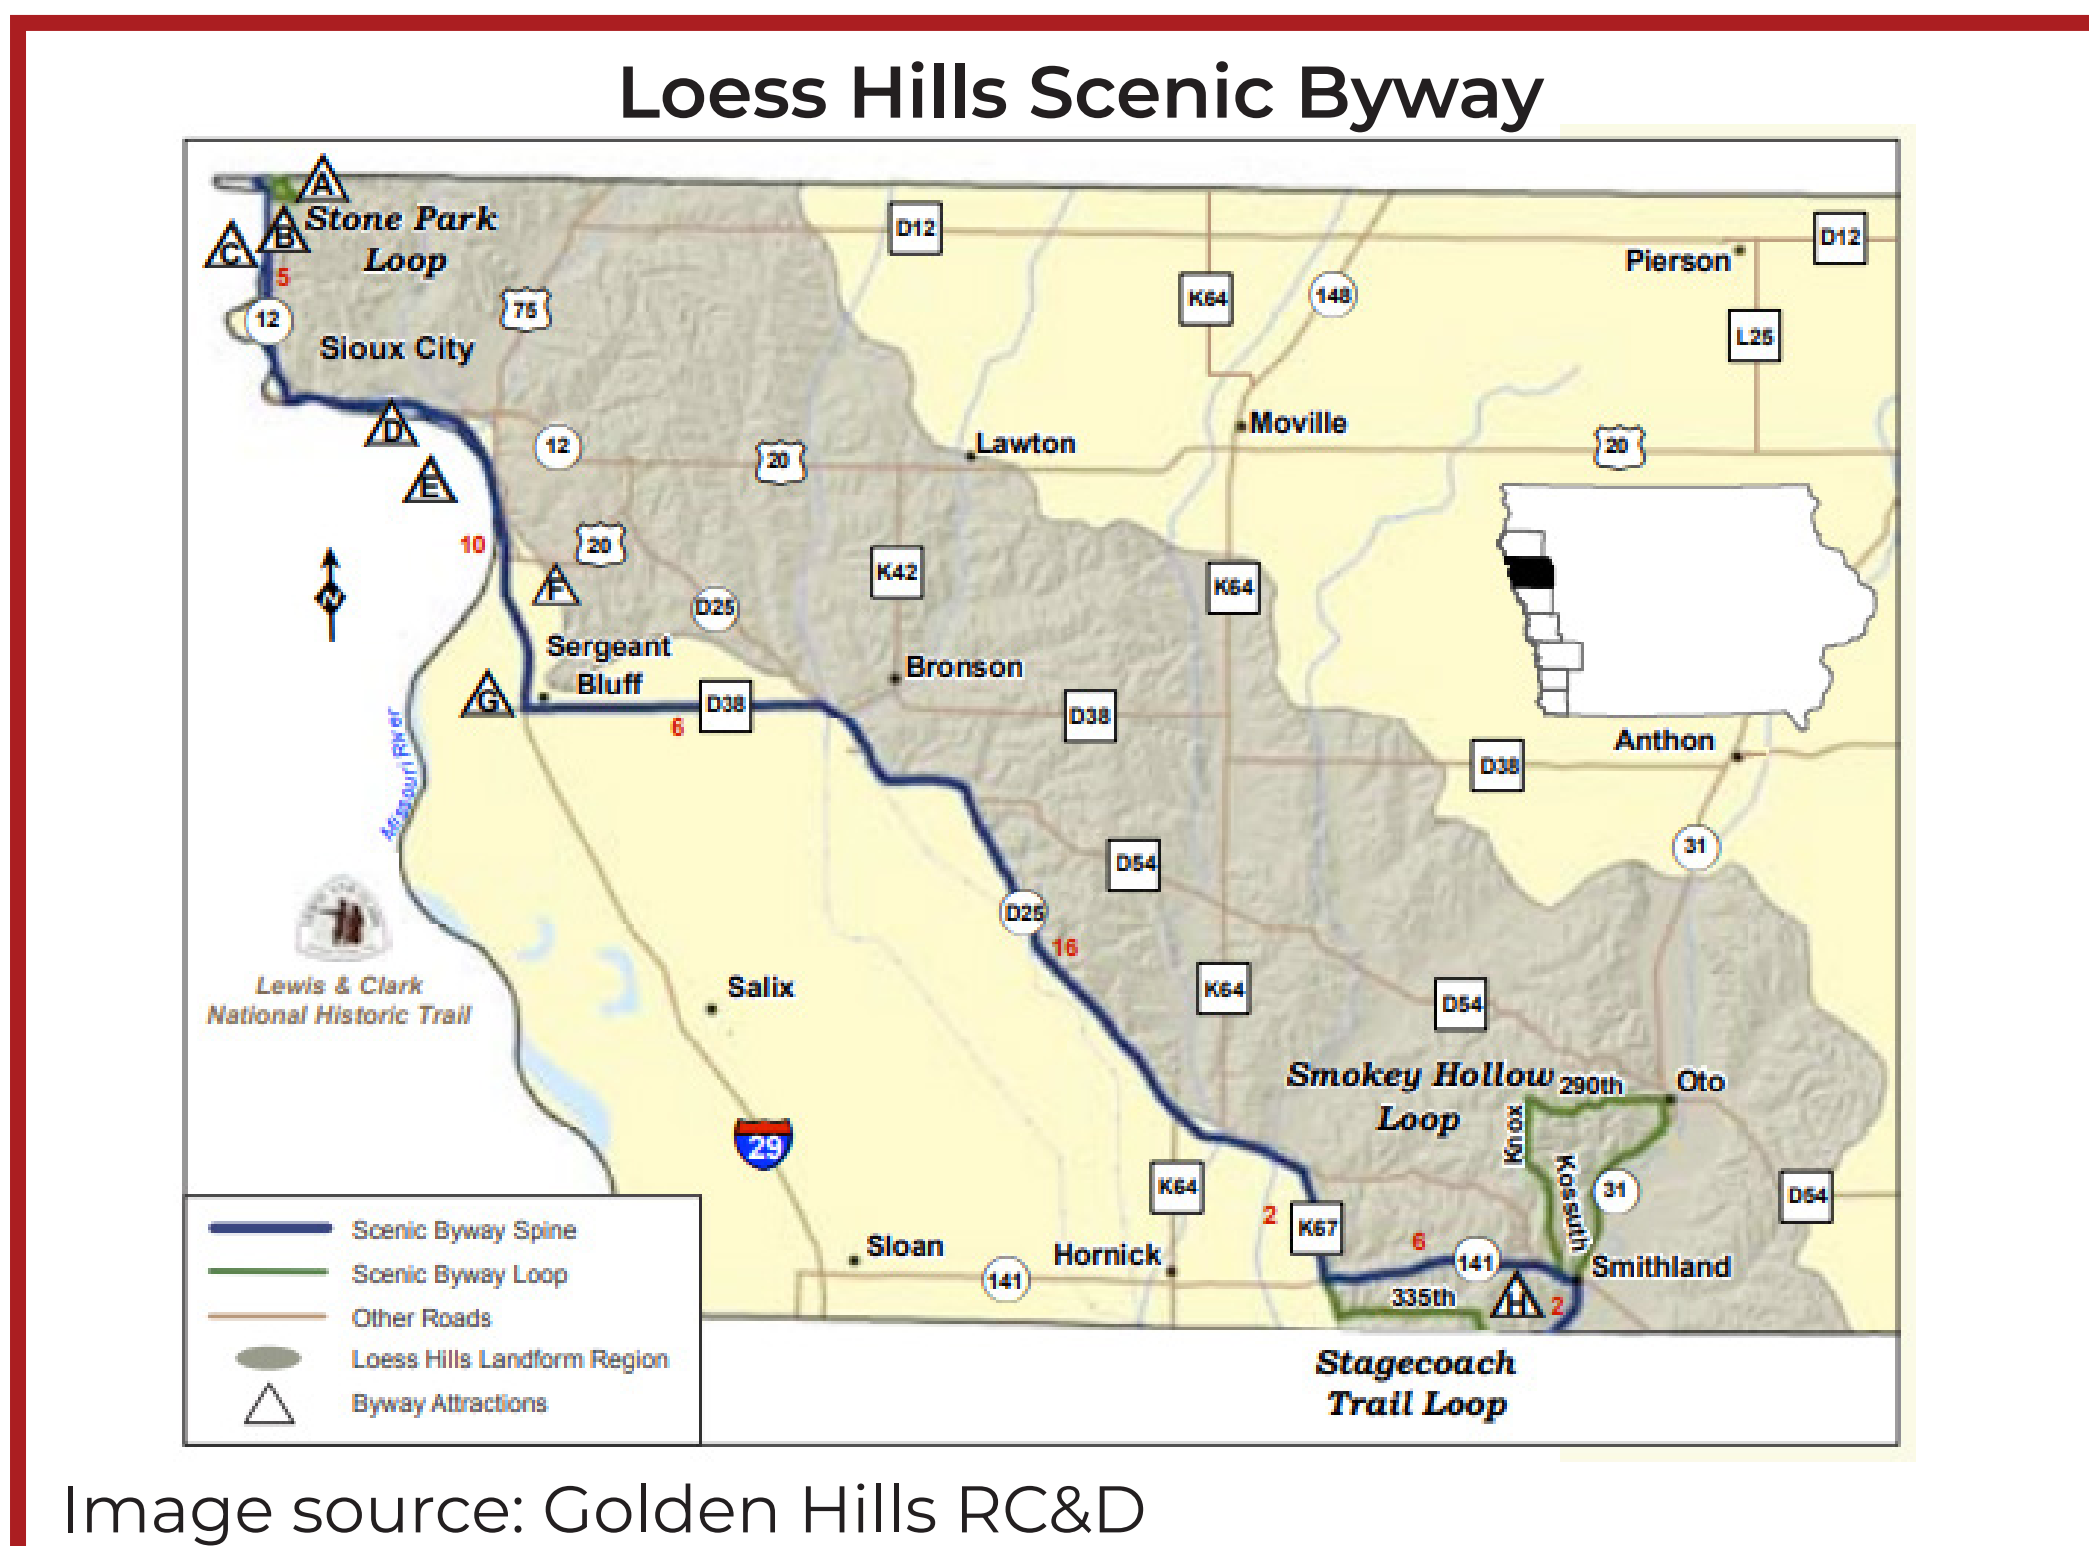 Loess Hills Scenic Byway
A
Stone Park
Loop
B
C
5
12
Sioux City
75
D12
K64
148
Pierson
D12
L25
D
E
12
20
Lawton
Moville
20
10
20
F
D25
K42
K64
N
Sergeant
Bluff
G
D38
6
Bronson
D38
Anthon
D38
Missouri River
D54
31
D25
16
Lewis & Clark
National Historic Trail
Salix
K64
D54
Smokey Hollow
Loop
290th
Oto
Knox
Kossuth
31
D54
29
K64
2
K67
6
141
Smithland
Sloan
Hornick
141
335th
H
2
Scenic Byway Spine
Scenic Byway Loop
Other Roads
Loess Hills Landform Region
Byway Attractions
Stagecoach
Trail Loop
Image source: Golden Hills RC&D